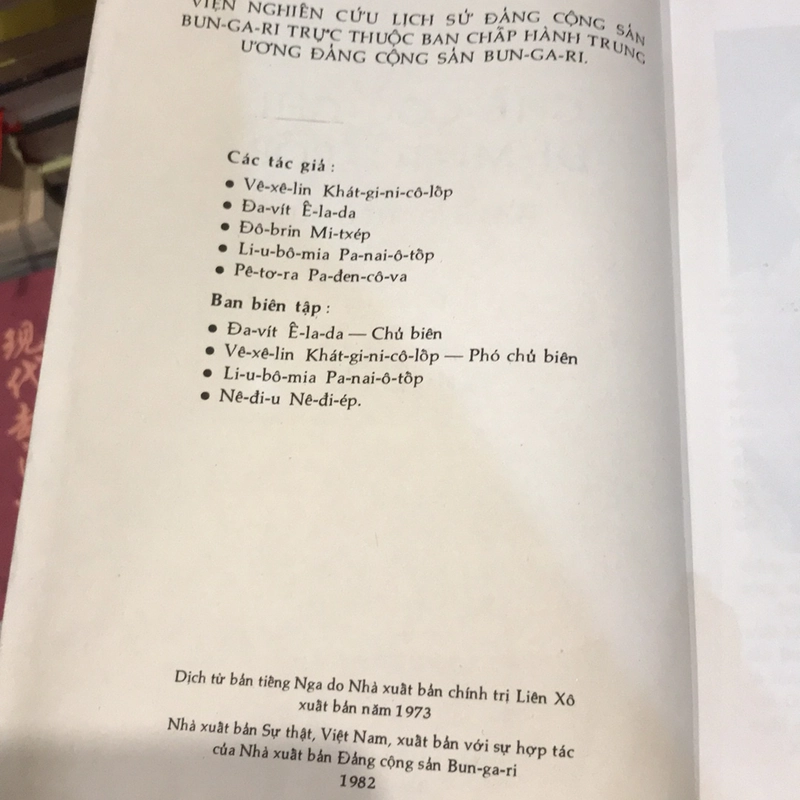 VIỆN NGHIÊN CỨU LỊCH SỬ ĐẢNG CỘNG SẢN
BUN-GA-RI TRỰC THUỘC BAN CHẤP HÀNH TRUNG
ƯƠNG ĐẢNG CỘNG SẢN BUN-GA-RI.
Các tác giả :
● Vê-xê-lin Khát-gi-ni-cô-lốp
● Đa-vít Ê-la-da
● Đô-brin Mi-txép
● Li-u-bô-mia Pa-nai-ô-tốp
● Pê-tơ-ra Pa-đen-cô-va
Ban biên tập :
● Đa-vít Ê-la-da — Chủ biên
● Vê-xê-lin Khát-gi-ni-cô-lốp — Phó chủ biên
● Li-u-bô-mia Pa-nai-ô-tốp
● Nê-đi-u Nê-đi-ép.
Dịch từ bản tiếng Nga do Nhà xuất bản chính trị Liên Xô
xuất bản năm 1973
Nhà xuất bản Sự thật, Việt Nam, xuất bản với sự hợp tác
của Nhà xuất bản Đảng cộng sản Bun-ga-ri
1982
现代